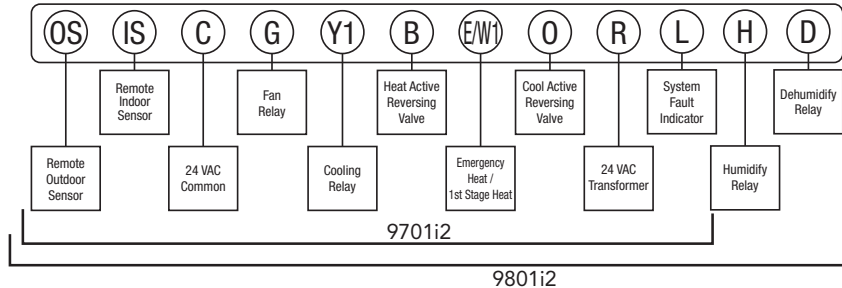 OS IS C G Y1 B E/W1 O R L H D
Remote
Indoor
Sensor
Fan
Relay
Heat Active
Reversing
Valve
Cool Active
Reversing
Valve
System
Fault
Indicator
Dehumidify
Relay
Remote
Outdoor
Sensor
24 VAC
Common
Cooling
Relay
Emergency
Heat /
1st Stage Heat
24 VAC
Transformer
Humidify
Relay
9701i2
9801i2